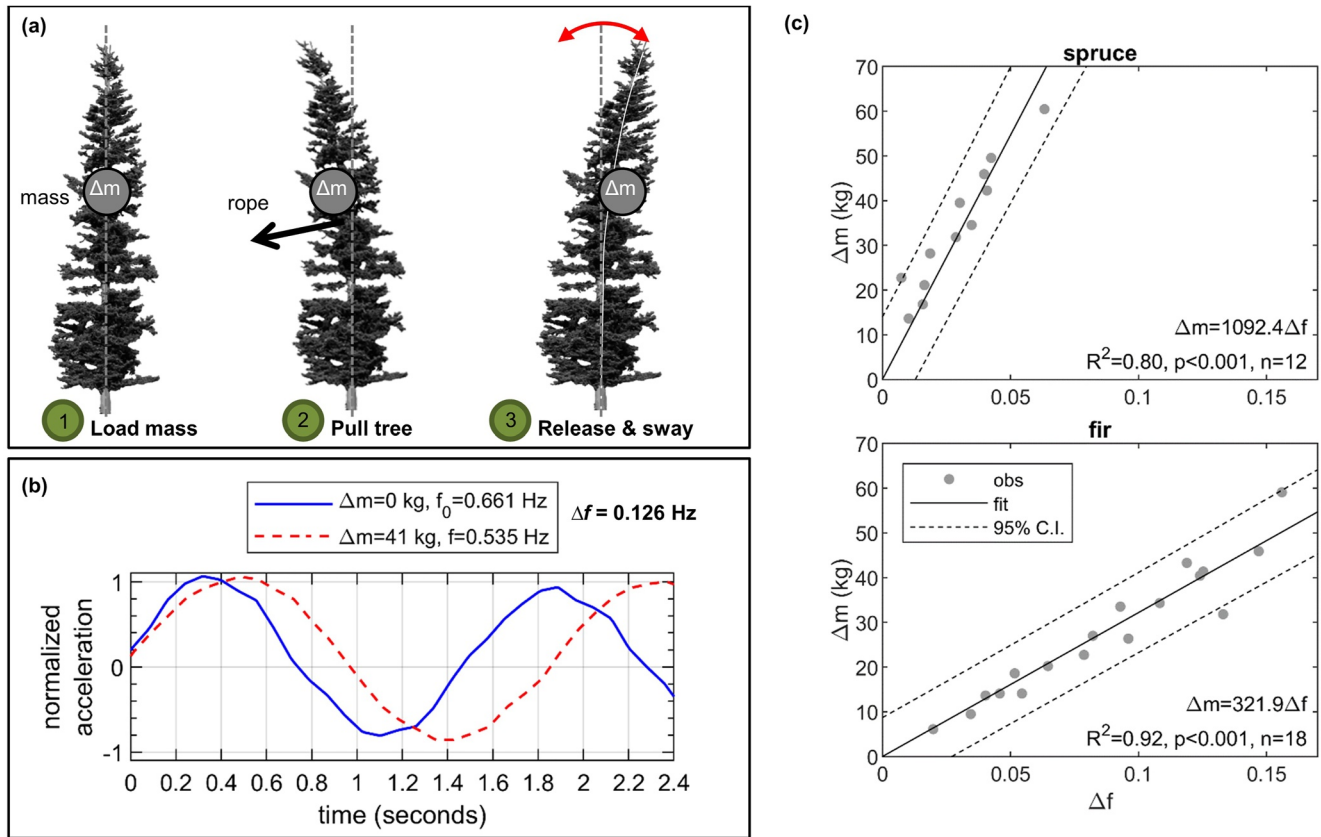 (a)
mass
Δm
rope
Δm
Δm
1 Load mass
2 Pull tree
3 Release & sway
(b)
Δm=0 kg, f0=0.661 Hz
Δm=41 kg, f=0.535 Hz
Δf = 0.126 Hz
normalized
acceleration
1
0
-1
0 0.2 0.4 0.6 0.8 1 1.2 1.4 1.6 1.8 2 2.2 2.4
time (seconds)
(c)
spruce
Δm (kg)
70
60
50
40
30
20
10
0
Δm=1092.4Δf
R²=0.80, p<0.001, n=12
0 0.05 0.1 0.15
fir
Δm (kg)
70
60
50
40
30
20
10
0
obs
fit
95% C.I.
Δm=321.9Δf
R²=0.92, p<0.001, n=18
0 0.05 0.1 0.15
Δf